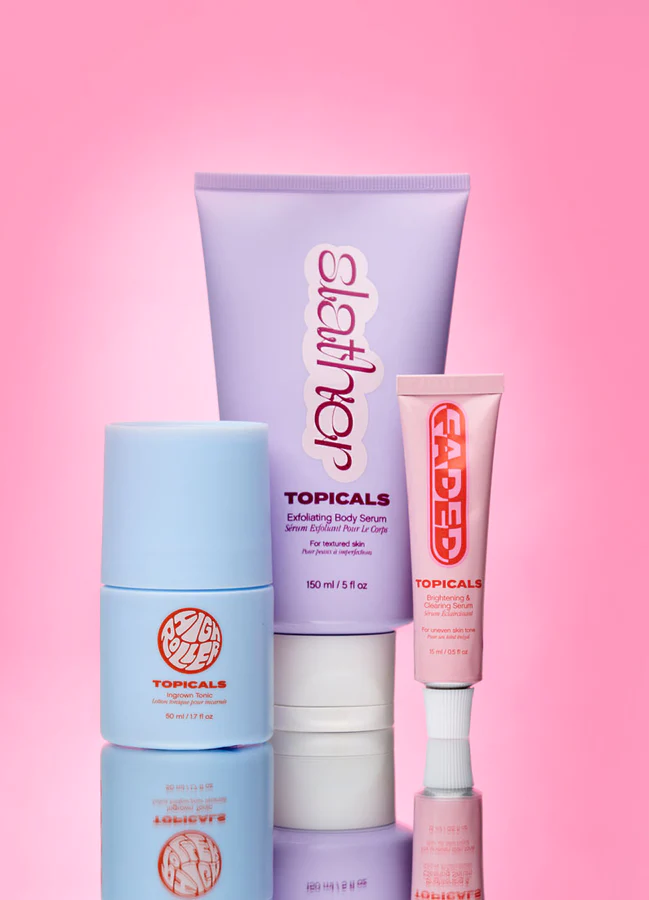 slather
TOPICALS
Exfoliating Body Serum
Sérum Exfoliant Pour Le Corps
For textured skin
Pour peaux à imperfections
150 ml / 5 fl oz
FADED
TOPICALS
Brightening &
Clearing Serum
Sérum Éclaircissant
For uneven skin tone
15 ml / 0.5 fl oz
HIGH
ROLLER
TOPICALS
Ingrown Tonic
Lotion tonique pour incarnés
50 ml / 1.7 fl oz